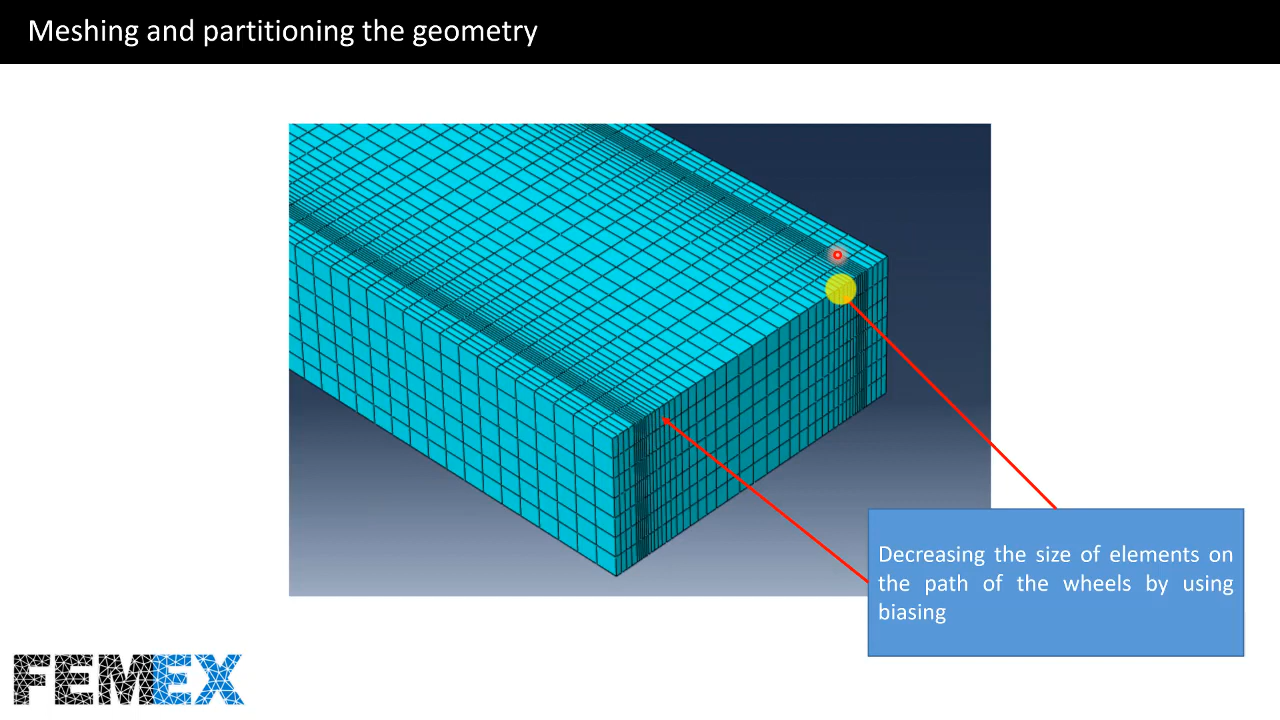 Meshing and partitioning the geometry
Decreasing the size of elements on
the path of the wheels by using
biasing
FEMEX